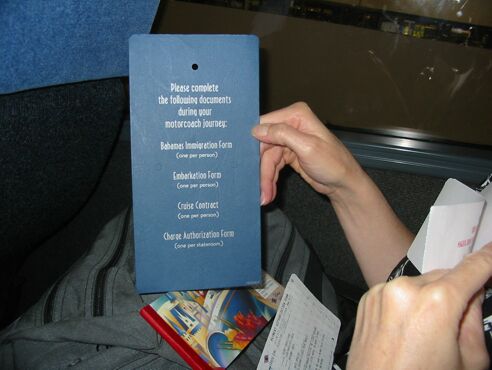 Please complete
the following documents
during your
motorcoach journey:
Bahamas Immigration Form
(one per person)
Embarkation Form
(one per person)
Cruise Contract
(one per person)
Charge Authorization Form
(one per stateroom)